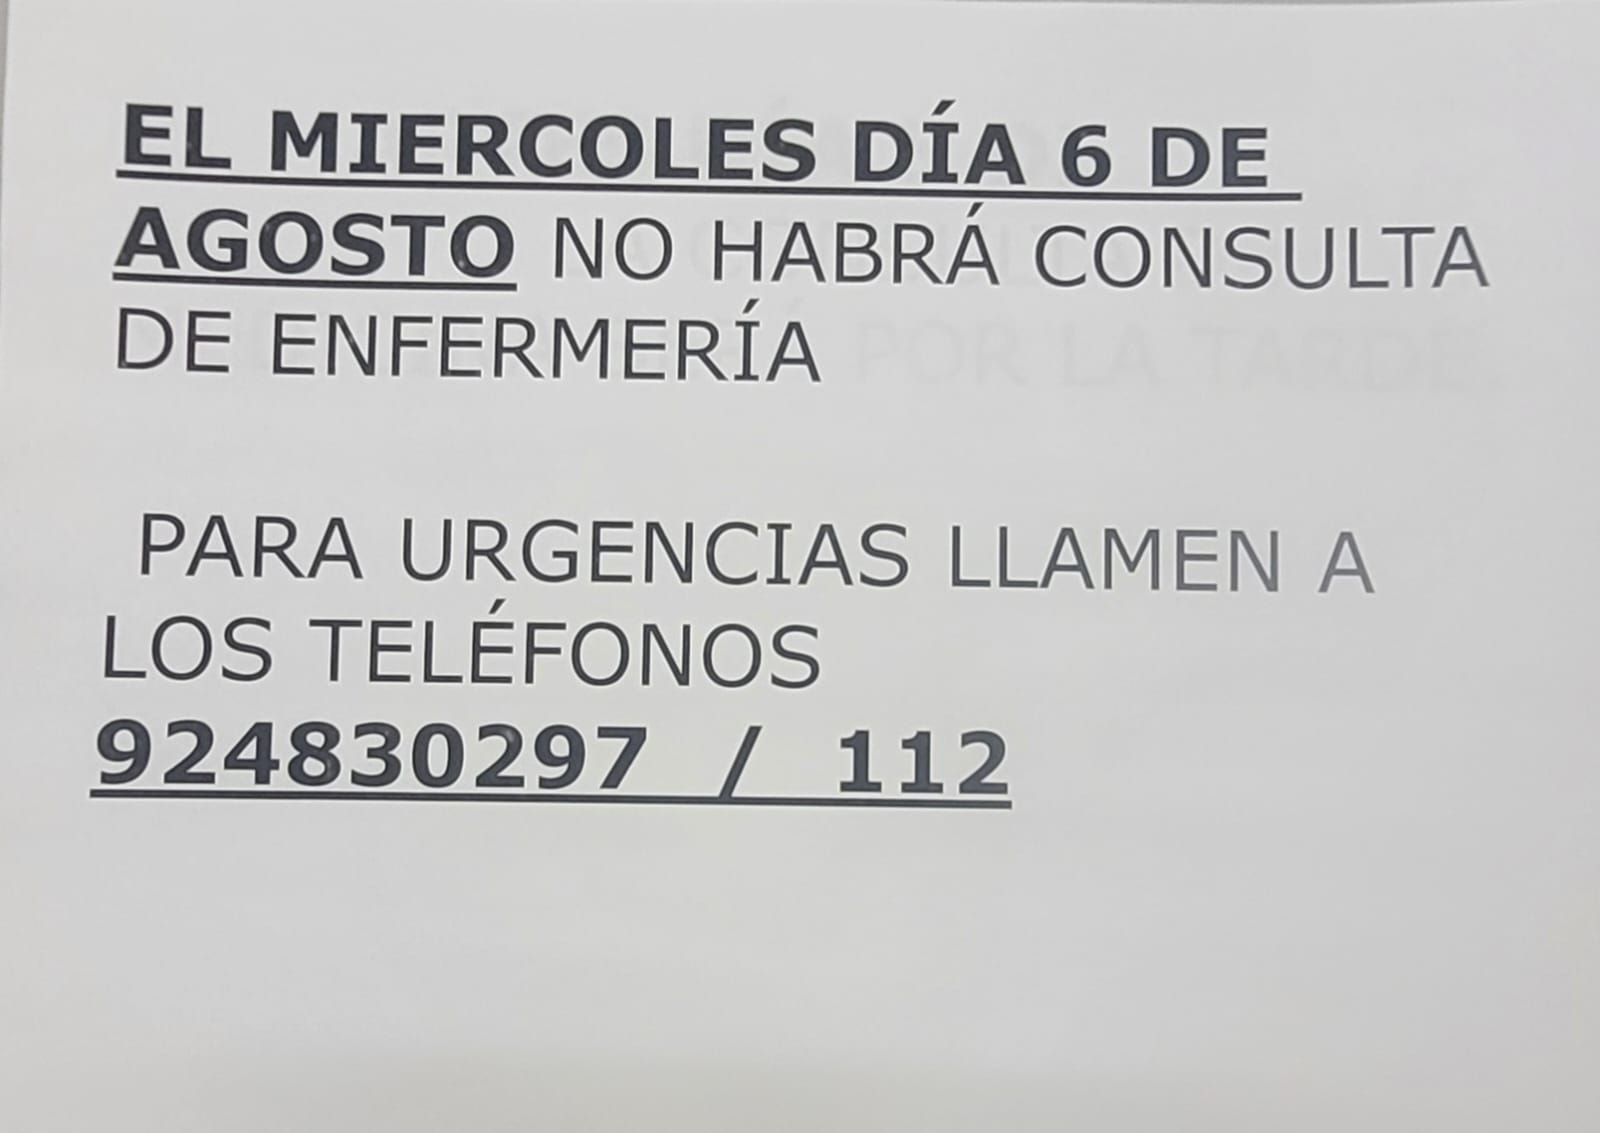 EL MIERCOLES DÍA 6 DE
AGOSTO NO HABRÁ CONSULTA
DE ENFERMERÍA
PARA URGENCIAS LLAMEN A
LOS TELÉFONOS
924830297 / 112